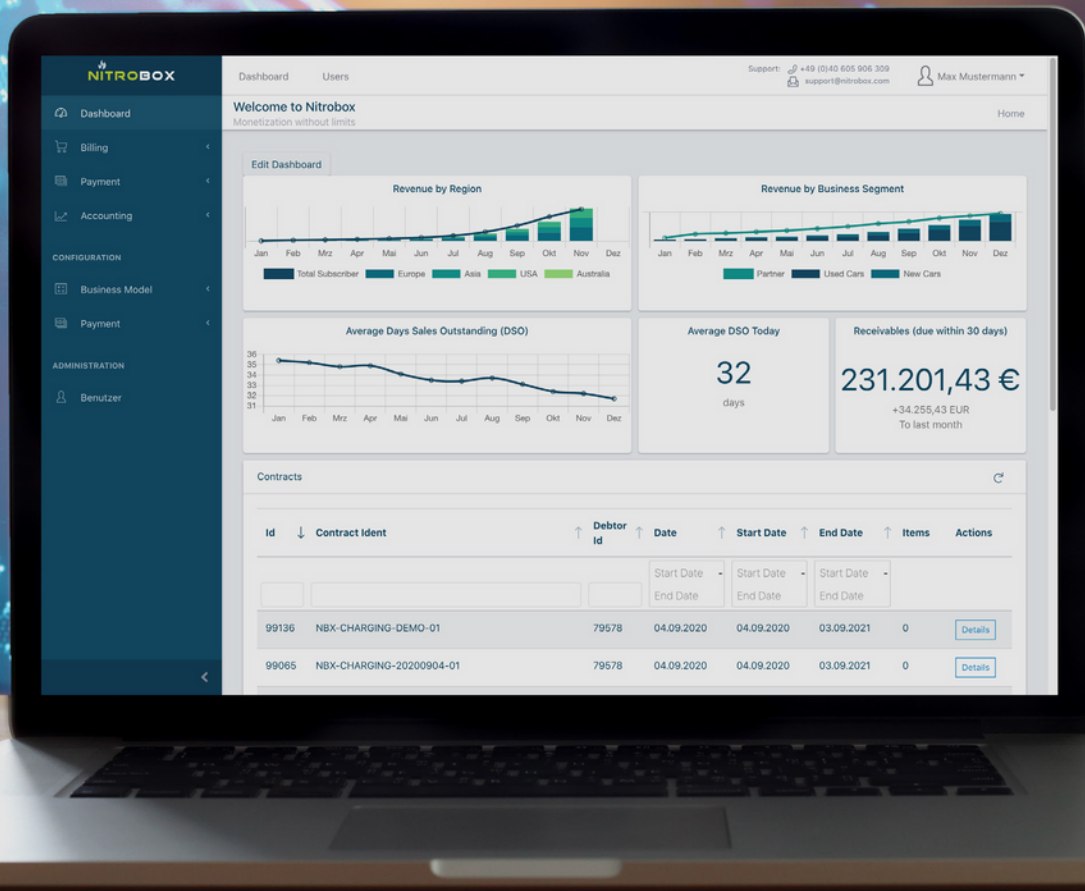 NITROBOX
Dashboard Users
Support: +49 (0)40 605 906 309
support@nitrobox.com
Max Mustermann
Welcome to Nitrobox
Monetization without limits
Home
Dashboard
Billing
Payment
Accounting
CONFIGURATION
Business Model
Payment
ADMINISTRATION
Benutzer
Edit Dashboard
Revenue by Region
Jan Feb Mrz Apr Mai Jun Jul Aug Sep Okt Nov Dez
Total Subscriber Europe Asia USA Australia
Revenue by Business Segment
Jan Feb Mrz Apr Mai Jun Jul Aug Sep Okt Nov Dez
Partner Used Cars New Cars
Average Days Sales Outstanding (DSO)
36
35
34
33
32
31
Jan Feb Mrz Apr Mai Jun Jul Aug Sep Okt Nov Dez
Average DSO Today
32
days
Receivables (due within 30 days)
231.201,43 €
+34.255,43 EUR
To last month
Contracts
Id Contract Ident Debtor Id Date Start Date End Date Items Actions
Start Date - Start Date - Start Date -
End Date End Date End Date
99136 NBX-CHARGING-DEMO-01 79578 04.09.2020 04.09.2020 03.09.2021 0 Details
99065 NBX-CHARGING-20200904-01 79578 04.09.2020 04.09.2020 03.09.2021 0 Details